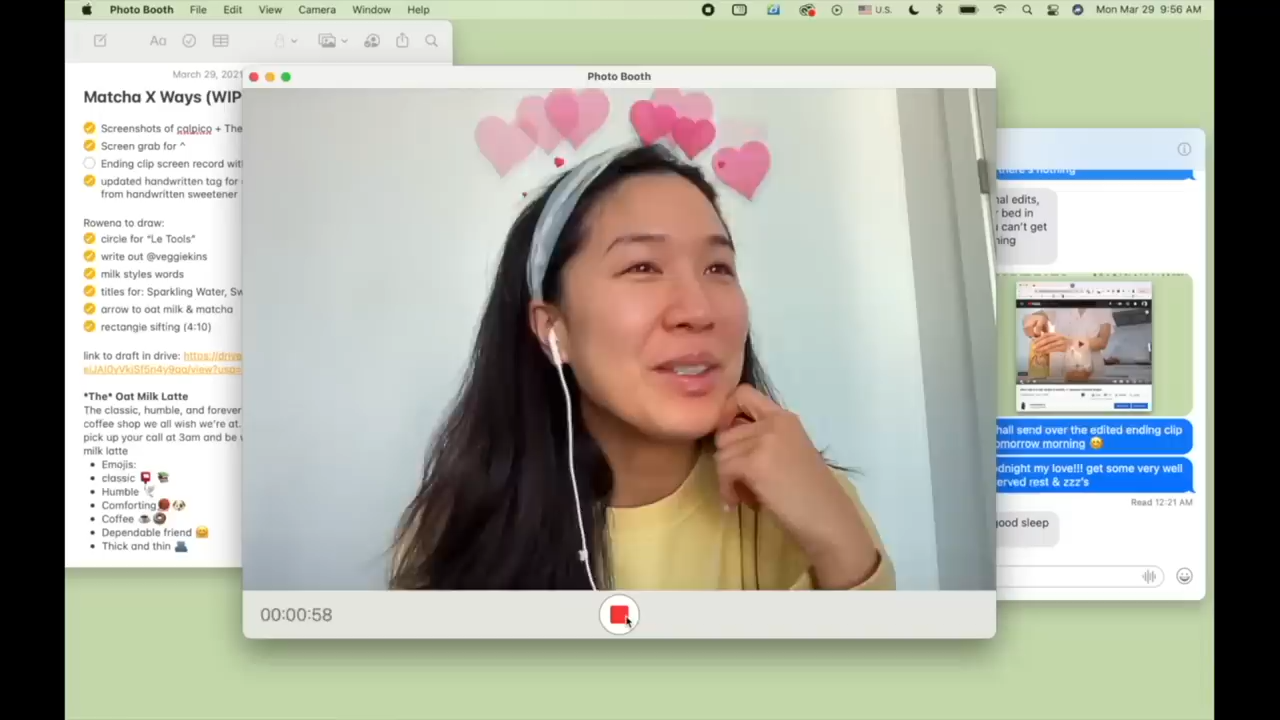 Photo Booth File Edit View Camera Window Help U.S. Mon Mar 29 9:56 AM
Aa
March 29, 2021
Matcha X Ways (WIP
Screenshots of calpico + The
Screen grab for ^
Ending clip screen record wit
updated handwritten tag for
from handwritten sweetener
Rowena to draw:
circle for “Le Tools”
write out @veggiekins
milk styles words
titles for: Sparkling Water, Sw
arrow to oat milk & matcha
rectangle sifting (4:10)
link to draft in drive: https://drive
*The* Oat Milk Latte
The classic, humble, and forever
coffee shop we all wish we're at.
pick up your call at 3am and be
milk latte
Emojis:
classic
Humble
Comforting
Coffee
Dependable friend
Thick and thin
Photo Booth
00:00:58
there's nothing
nal edits,
r bed in
u can't get
hing
hall send over the edited ending clip
omorrow morning
odnight my love!!! get some very well
erved rest & zzz's
Read 12:21 AM
good sleep